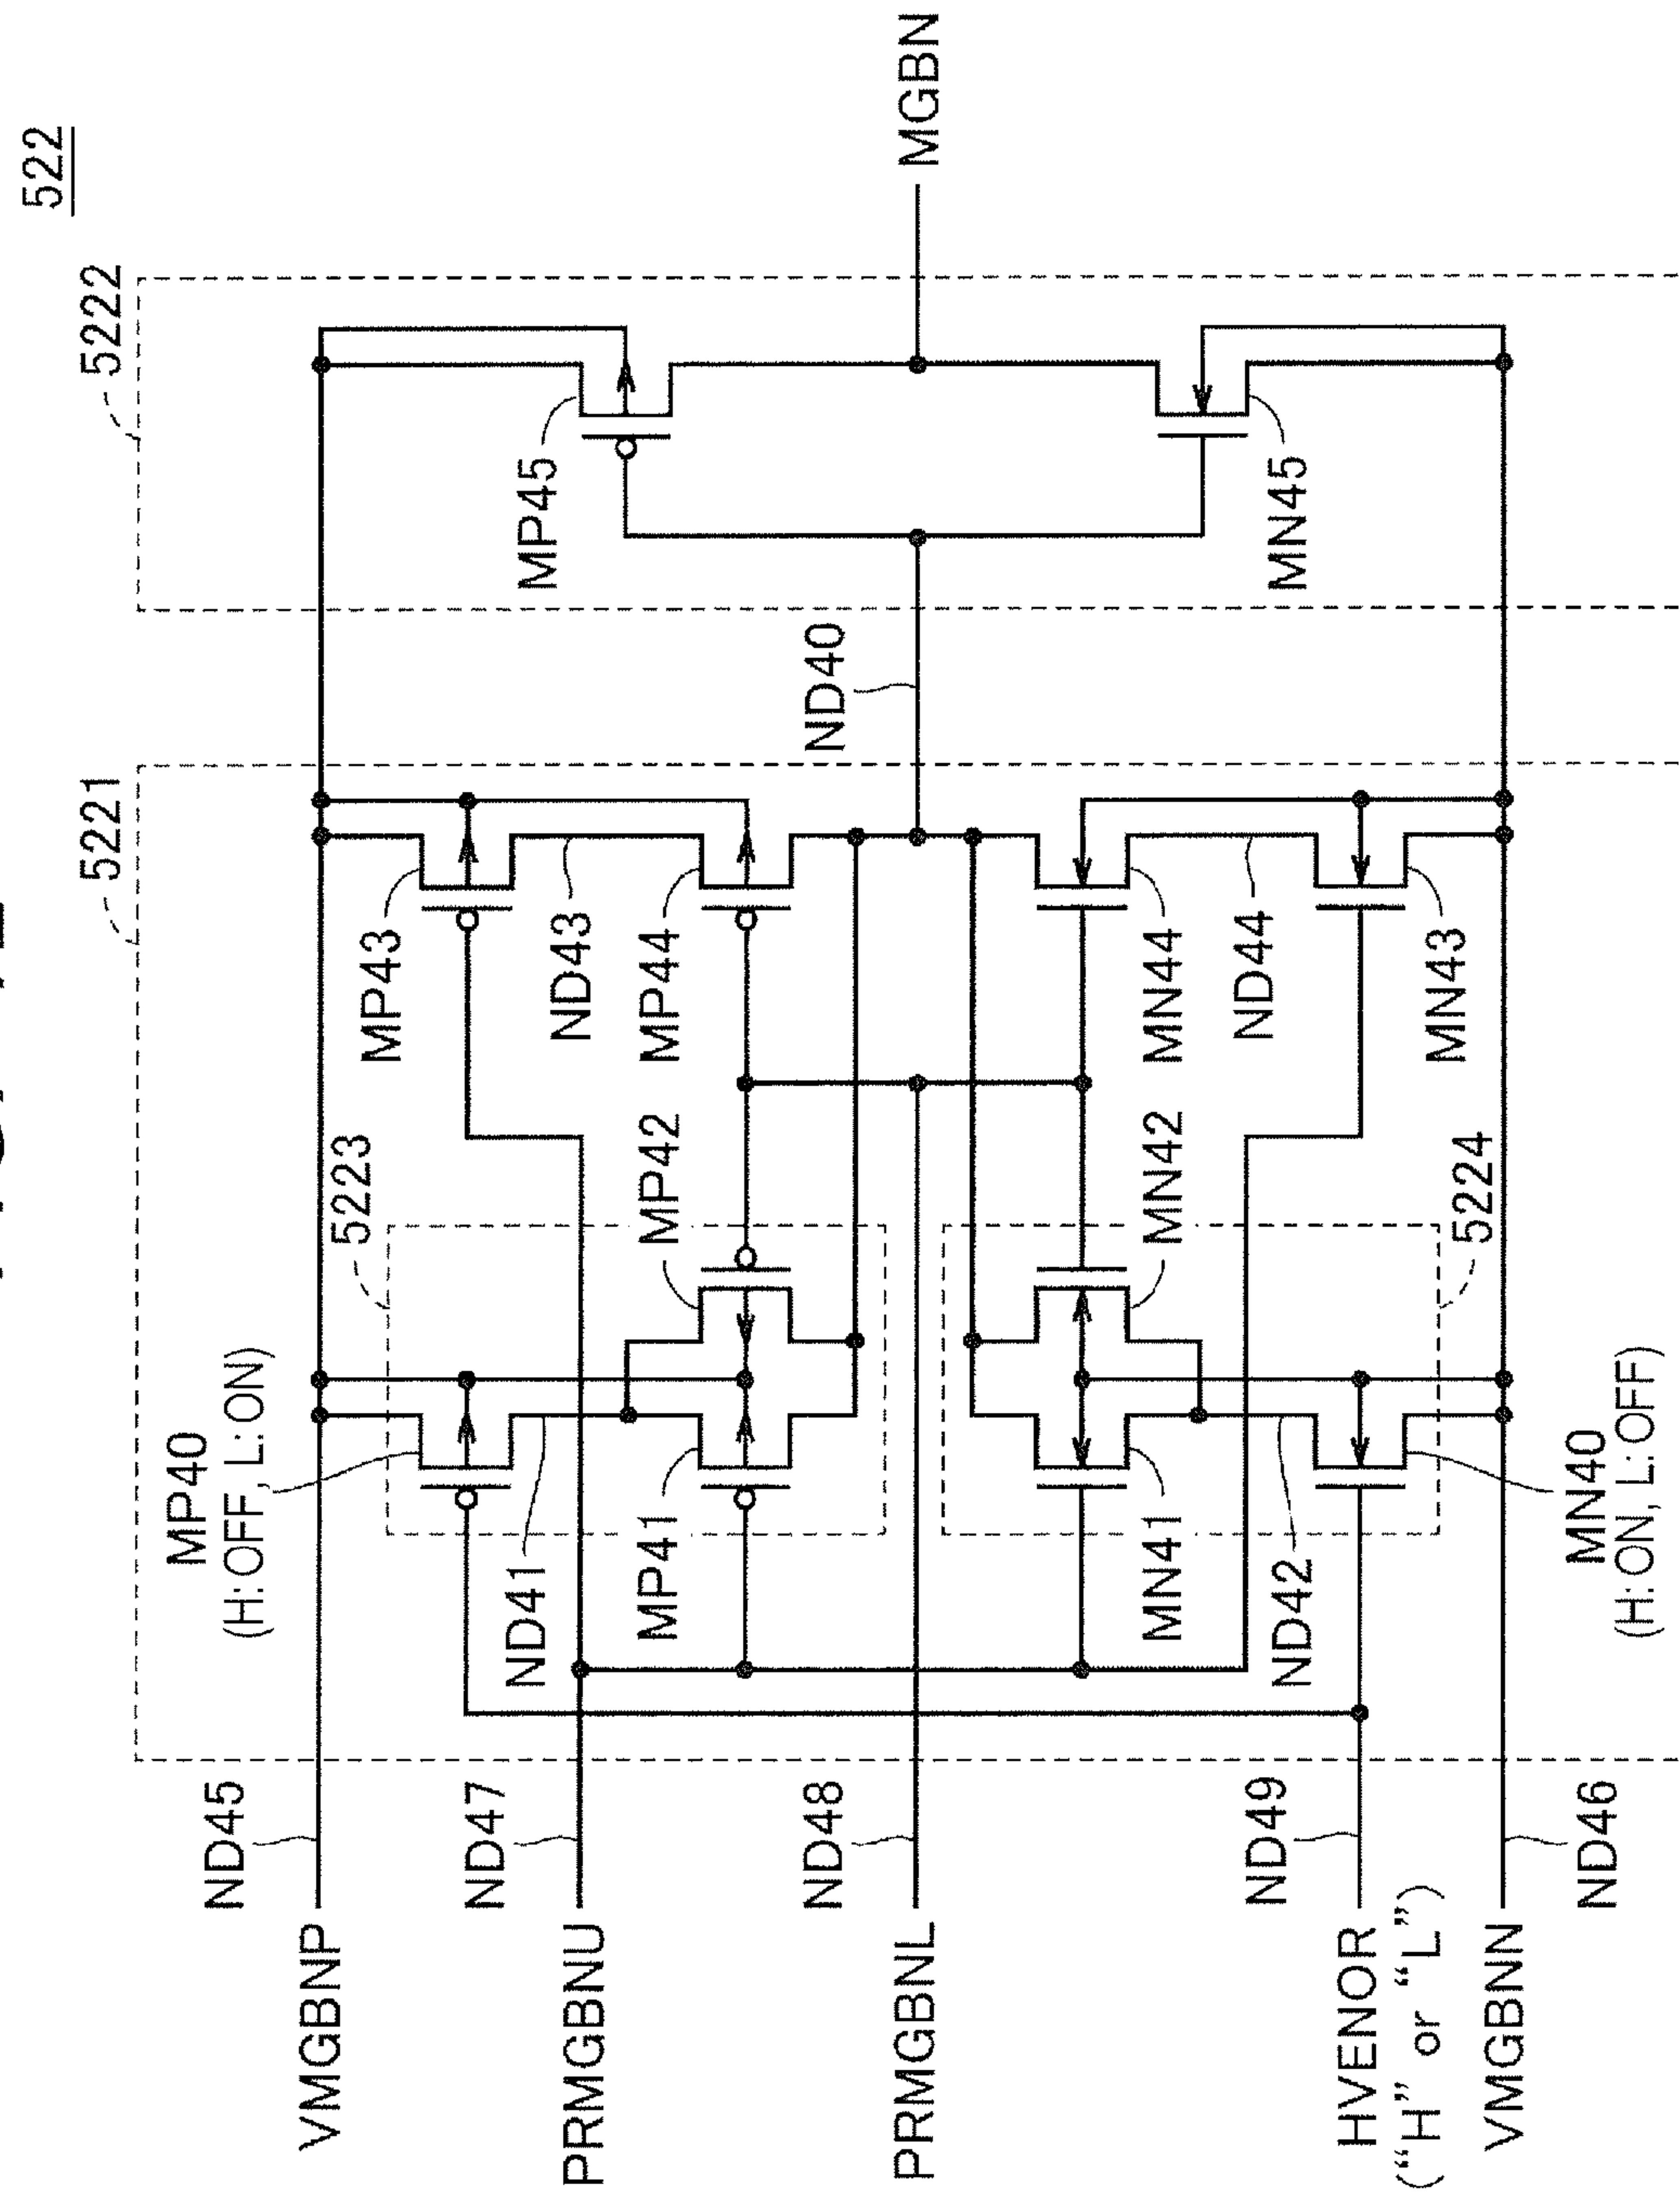 522
5221
5222
MP40
(H: OFF, L: ON)
5223
MP43
ND41
ND43
MP41
MP42
MP44
MP45
ND40
MGBN
MN41
MN42
MN44
MN45
ND42
ND44
5224
MN43
MN40
(H: ON, L: OFF)
ND45
VMGBNP
ND47
PRMGBNU
ND48
PRMGBNL
ND49
HVENOR
(“H” or “L”)
VMGBNN
ND46